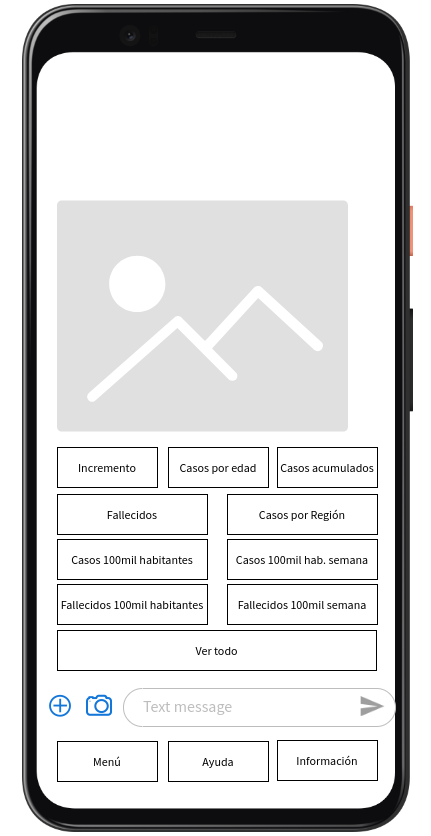 Incremento
Casos por edad
Casos acumulados
Fallecidos
Casos por Región
Casos 100mil habitantes
Casos 100mil hab. semana
Fallecidos 100mil habitantes
Fallecidos 100mil semana
Ver todo
Text message
Menú
Ayuda
Información